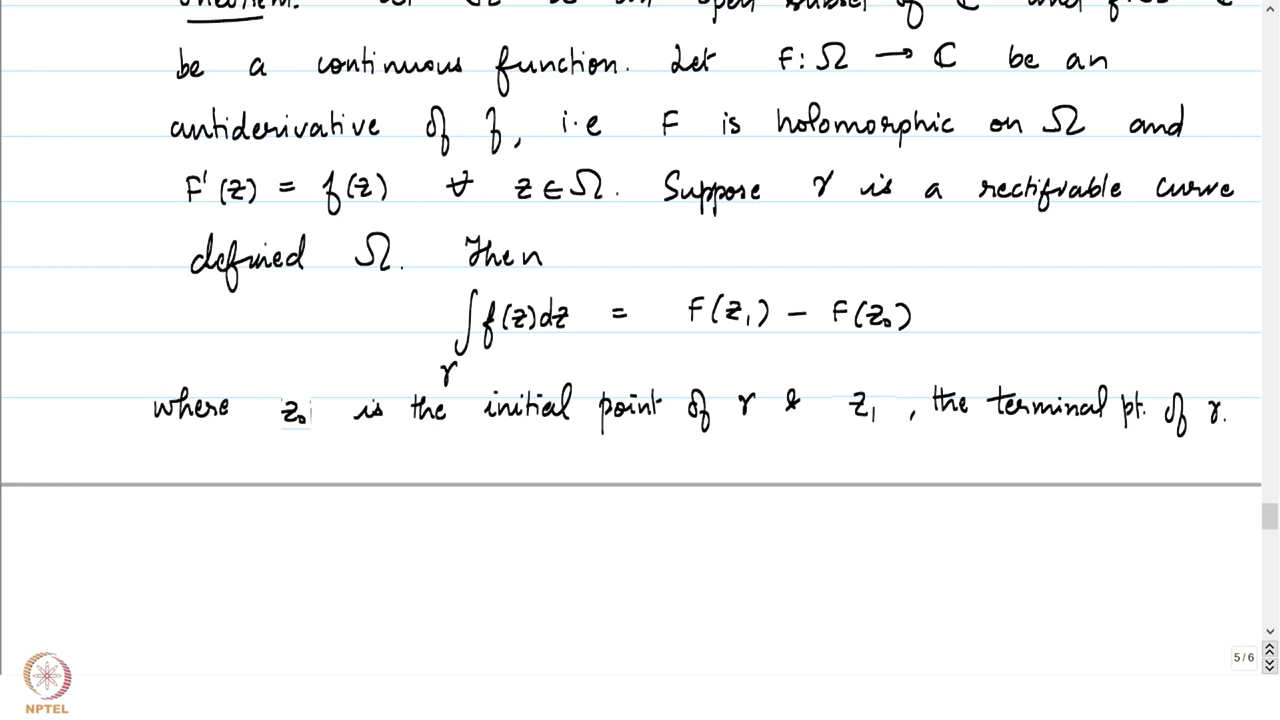 be a continuous function. Let F: Ω → ℂ be an
antiderivative of f, i.e F is holomorphic on Ω and
F'(z) = f(z) ∀ z ∈ Ω. Suppose γ is a rectifiable curve
defined Ω. Then
∫_γ f(z)dz = F(z₁) − F(z₀)
where z₀ is the initial point of γ & z₁, the terminal pt. of γ.
5 / 6
NPTEL